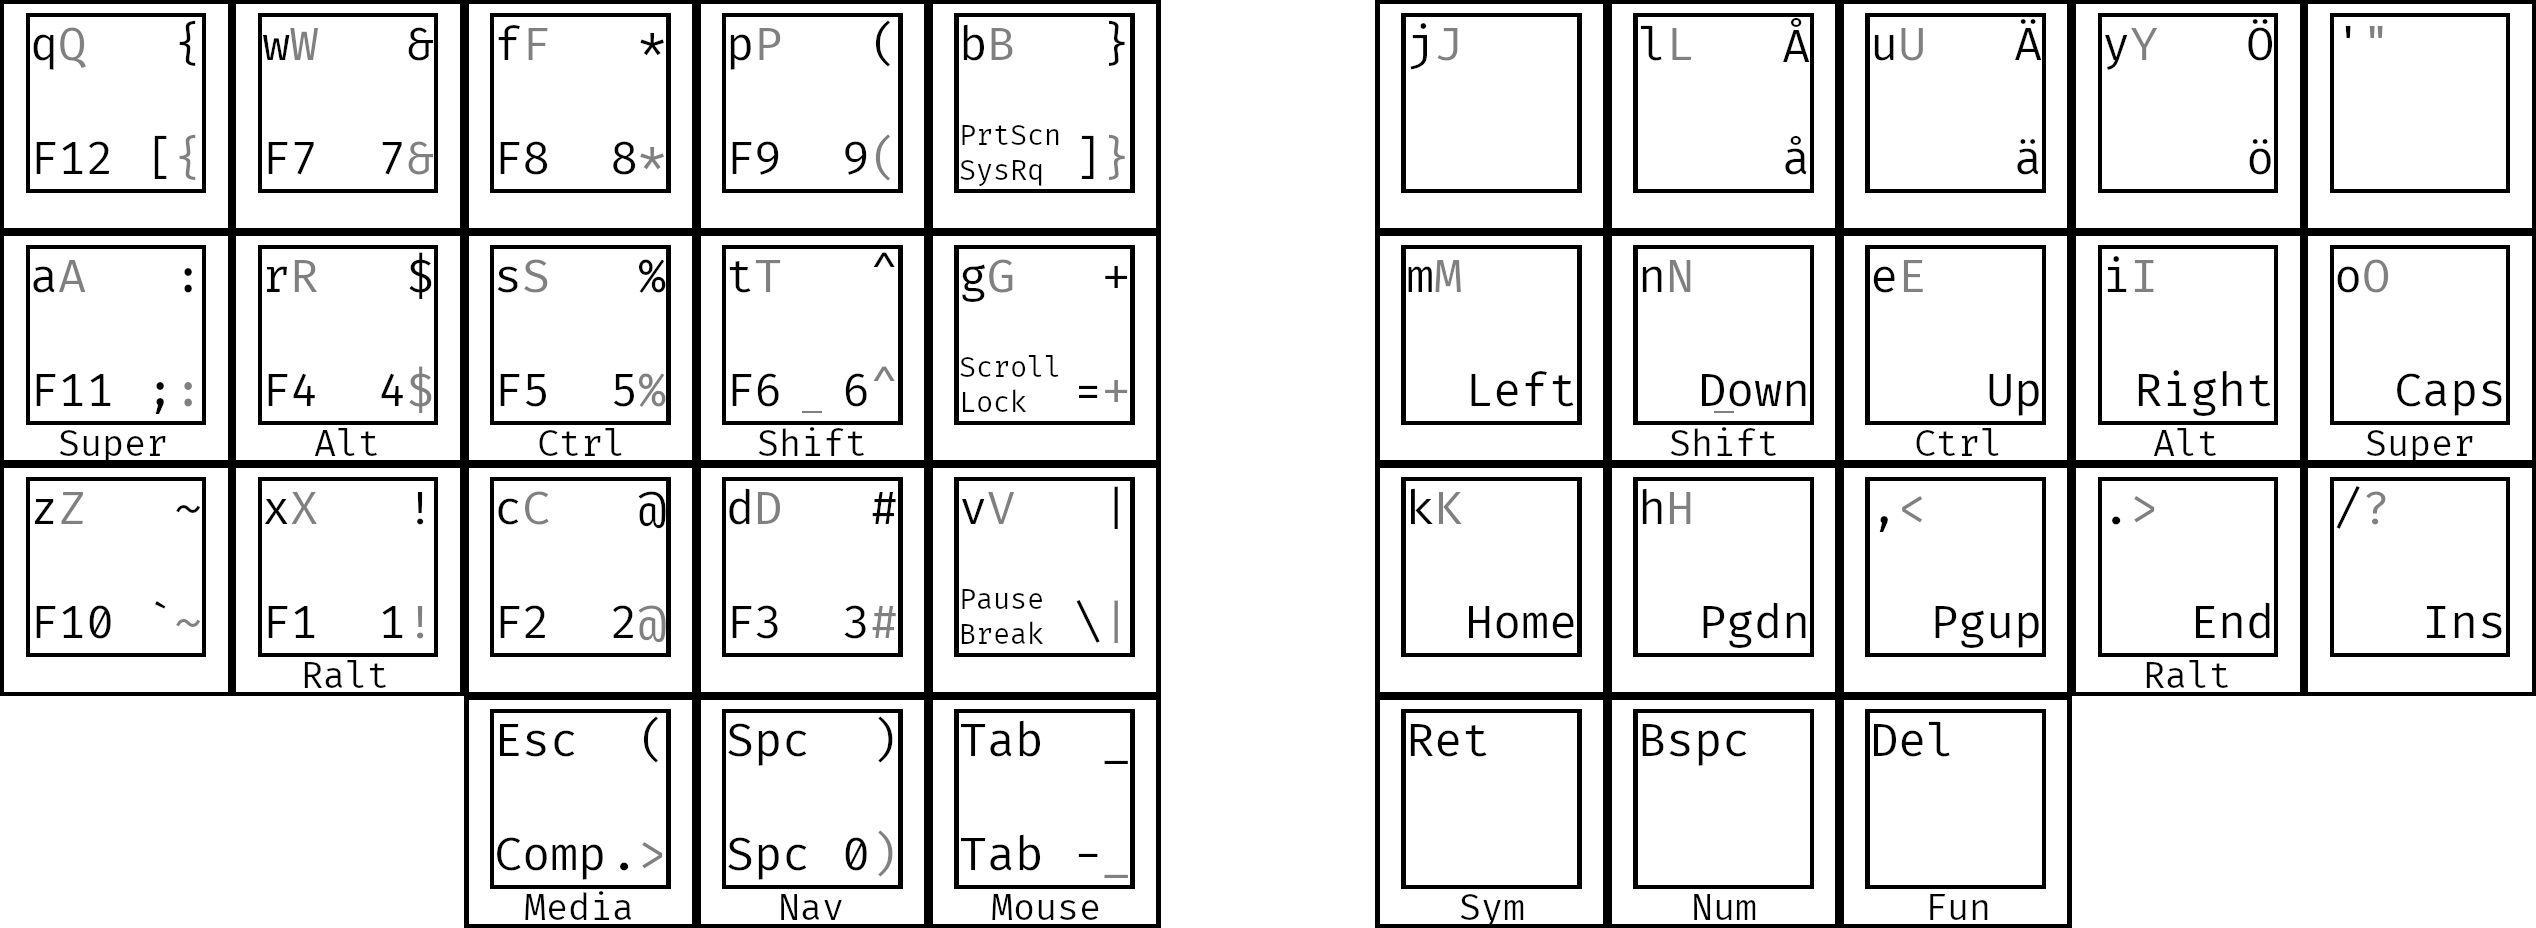 qQ { wW & fF * pP ( bB } jJ lL Å uU Ä yY Ö '"
PrtScn
F12 [{ F7 7& F8 8* F9 9( SysRq ]} å ä ö
aA : rR $ sS % tT ^ gG + mM nN eE iI oO
Scroll
F11 ;: F4 4$ F5 5% F6 _ 6^ Lock =+ Left Down Up Right Caps
Super Alt Ctrl Shift Shift Ctrl Alt Super
zZ ~ xX ! cC @ dD # vV | kK hH ,< .> /?
Pause
F10 `~ F1 1! F2 2@ F3 3# Break \| Home Pgdn Pgup End Ins
Ralt Ralt
Esc ( Spc ) Tab _ Ret Bspc Del
Comp .> Spc 0) Tab -_
Media Nav Mouse Sym Num Fun